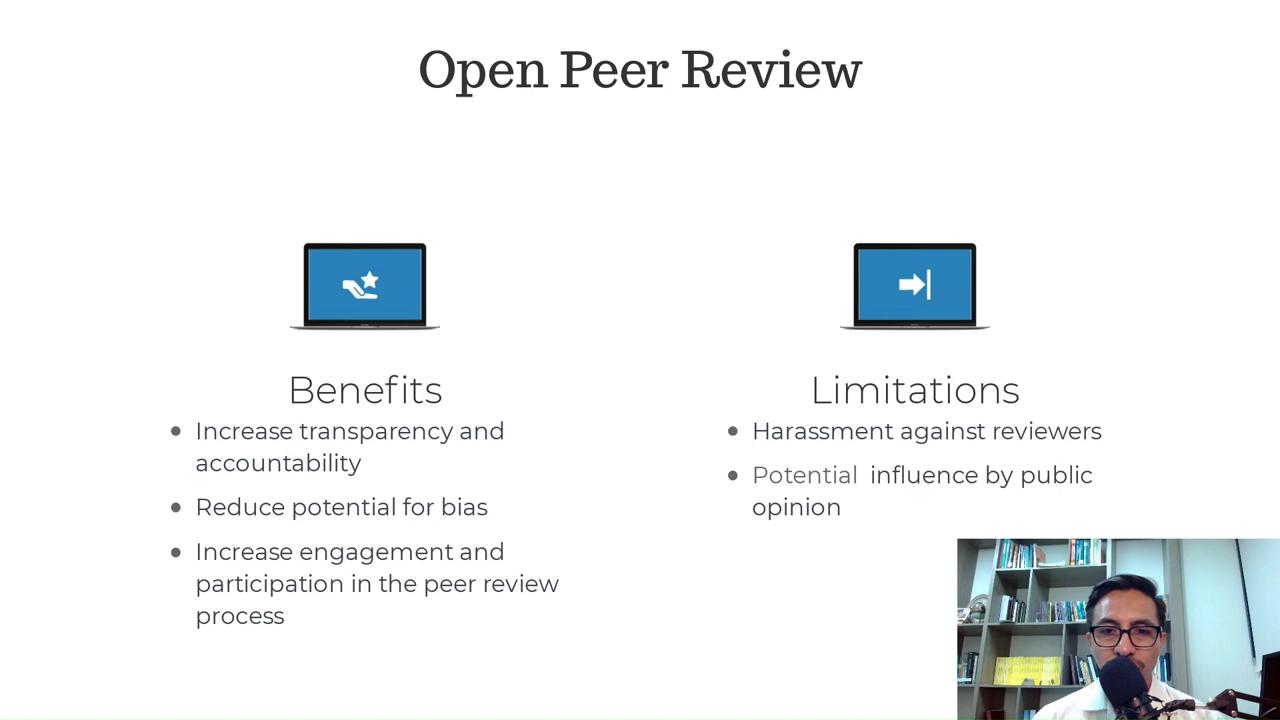 Open Peer Review
Benefits
Increase transparency and
accountability
Reduce potential for bias
Increase engagement and
participation in the peer review
process
Limitations
Harassment against reviewers
Potential influence by public
opinion